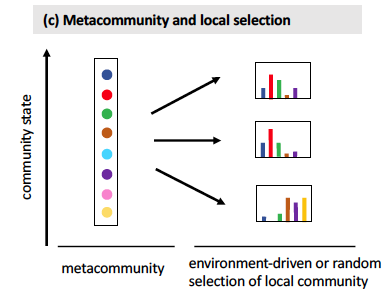 (c) Metacommunity and local selection
community state
metacommunity
environment-driven or random
selection of local community